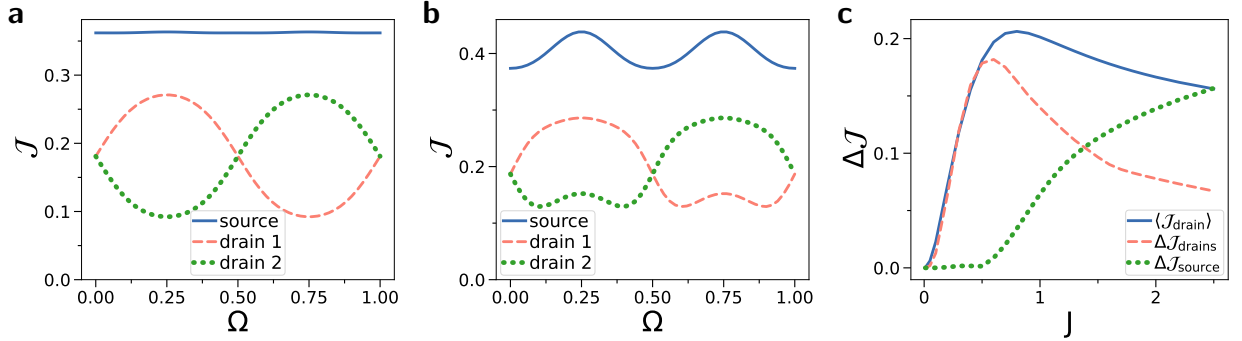 a
0.3
0.2
0.1
0.0
𝒥
source
drain 1
drain 2
0.00 0.25 0.50 0.75 1.00
Ω
b
0.4
0.2
0.0
𝒥
source
drain 1
drain 2
0.00 0.25 0.50 0.75 1.00
Ω
c
0.2
0.1
0.0
Δ𝒥
⟨𝒥drain⟩
Δ𝒥drains
Δ𝒥source
0 1 2
J